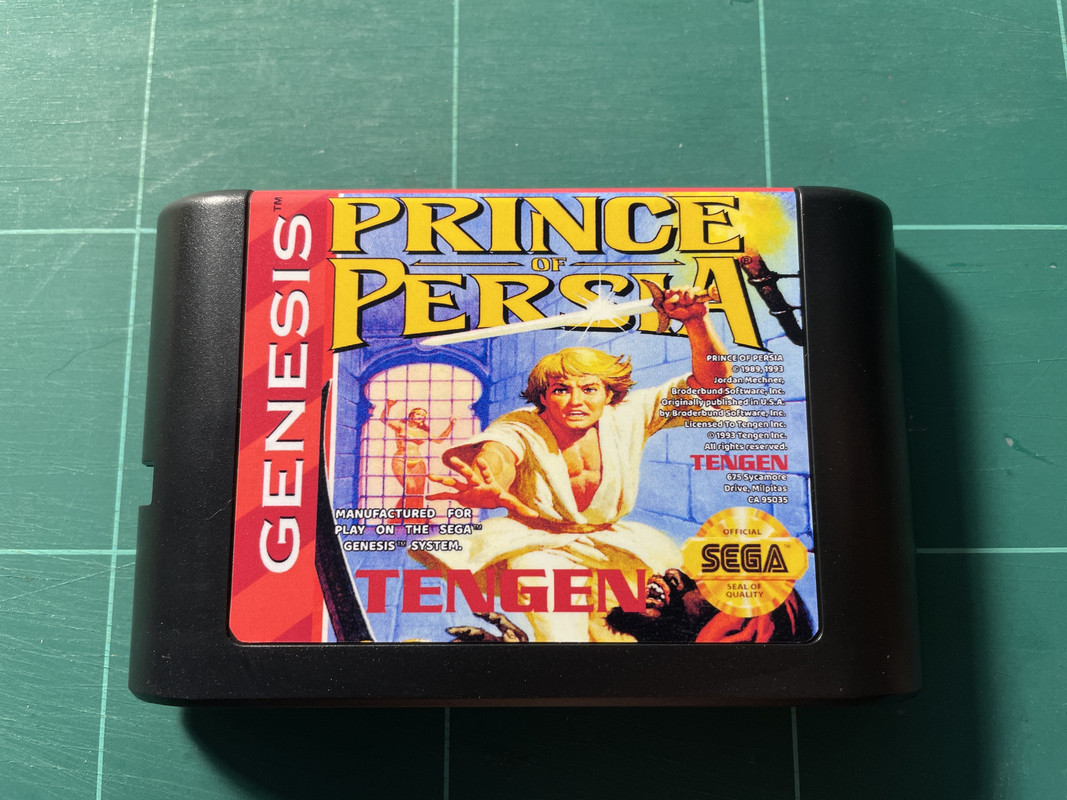 GENESIS™
PRINCE
OF
PERSIA®
PRINCE OF PERSIA
© 1989, 1993
Jordan Mechner,
Broderbund Software, Inc.
Originally published in U.S.A.
by Broderbund Software, Inc.
Licensed To Tengen Inc.
© 1993 Tengen Inc.
All rights reserved.
TENGEN
675 Sycamore
Drive, Milpitas
CA 95035
MANUFACTURED FOR
PLAY ON THE SEGA™
GENESIS™ SYSTEM.
TENGEN
OFFICIAL
SEGA™
SEAL OF
QUALITY